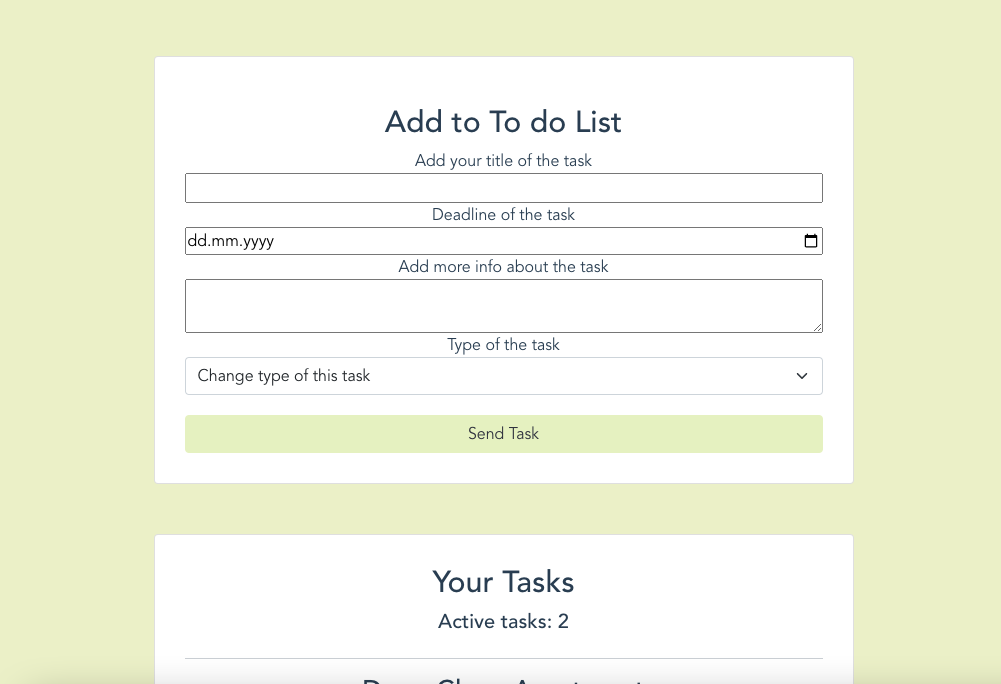 Add to To do List
Add your title of the task
Deadline of the task
dd.mm.yyyy
Add more info about the task
Type of the task
Change type of this task
Send Task
Your Tasks
Active tasks: 2